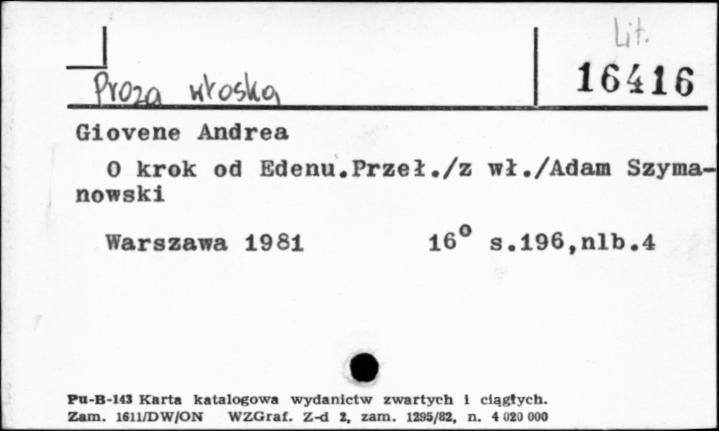 Lit.
16416
Proza włoska
Giovene Andrea
O krok od Edenu.Przeł./z wł./Adam Szyma-
nowski
Warszawa 1981 16° s.196,nlb.4
Pu-B-143 Karta katalogowa wydawnictw zwartych i ciągłych.
Zam. 1611/DW/ON WZGraf. Z-d 2, zam. 1295/82, n. 4 020 000